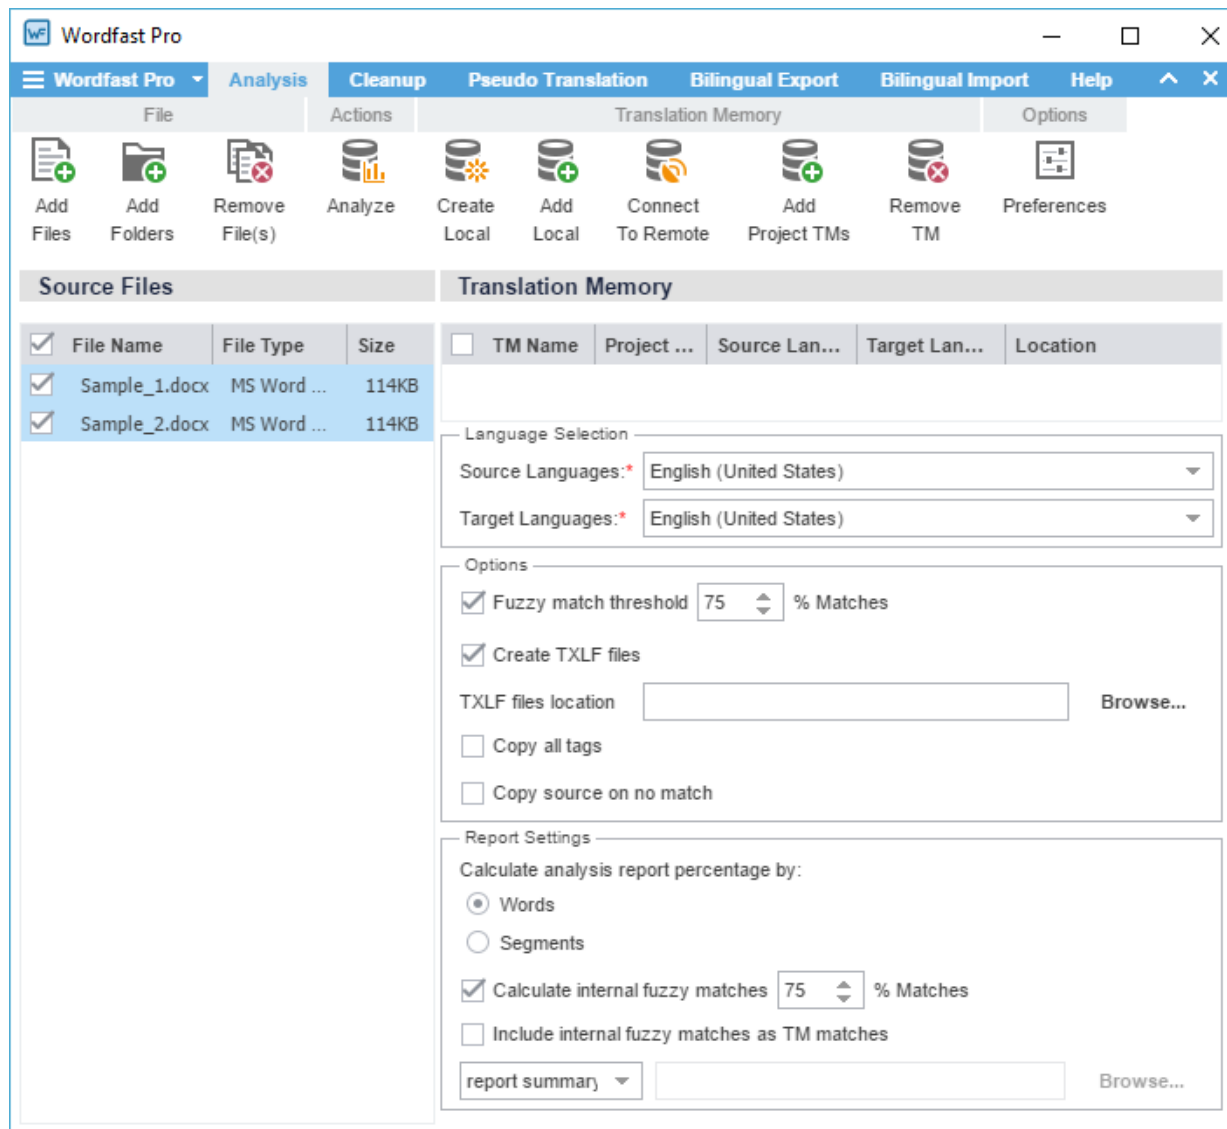 WF Wordfast Pro
Wordfast Pro Analysis Cleanup Pseudo Translation Bilingual Export Bilingual Import Help
File Actions Translation Memory Options
Add Files
Add Folders
Remove File(s)
Analyze
Create Local
Add Local
Connect To Remote
Add Project TMs
Remove TM
Preferences
Source Files
File Name File Type Size
Sample_1.docx MS Word ... 114KB
Sample_2.docx MS Word ... 114KB
Translation Memory
TM Name Project ... Source Lan... Target Lan... Location
Language Selection
Source Languages:* English (United States)
Target Languages:* English (United States)
Options
Fuzzy match threshold 75 % Matches
Create TXLF files
TXLF files location Browse...
Copy all tags
Copy source on no match
Report Settings
Calculate analysis report percentage by:
Words
Segments
Calculate internal fuzzy matches 75 % Matches
Include internal fuzzy matches as TM matches
report summary Browse...